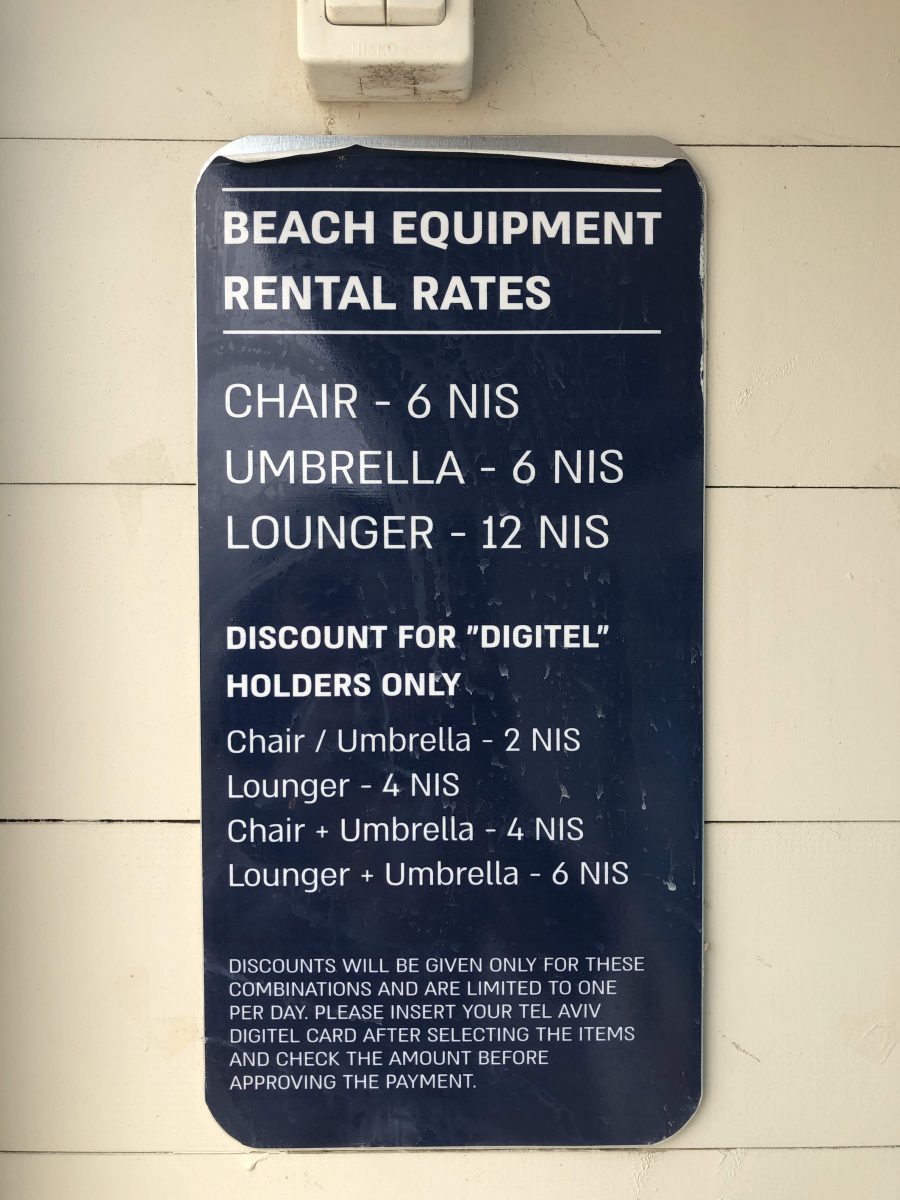 BEACH EQUIPMENT
RENTAL RATES
CHAIR - 6 NIS
UMBRELLA - 6 NIS
LOUNGER - 12 NIS
DISCOUNT FOR "DIGITEL"
HOLDERS ONLY
Chair / Umbrella - 2 NIS
Lounger - 4 NIS
Chair + Umbrella - 4 NIS
Lounger + Umbrella - 6 NIS
DISCOUNTS WILL BE GIVEN ONLY FOR THESE
COMBINATIONS AND ARE LIMITED TO ONE
PER DAY. PLEASE INSERT YOUR TEL AVIV
DIGITEL CARD AFTER SELECTING THE ITEMS
AND CHECK THE AMOUNT BEFORE
APPROVING THE PAYMENT.